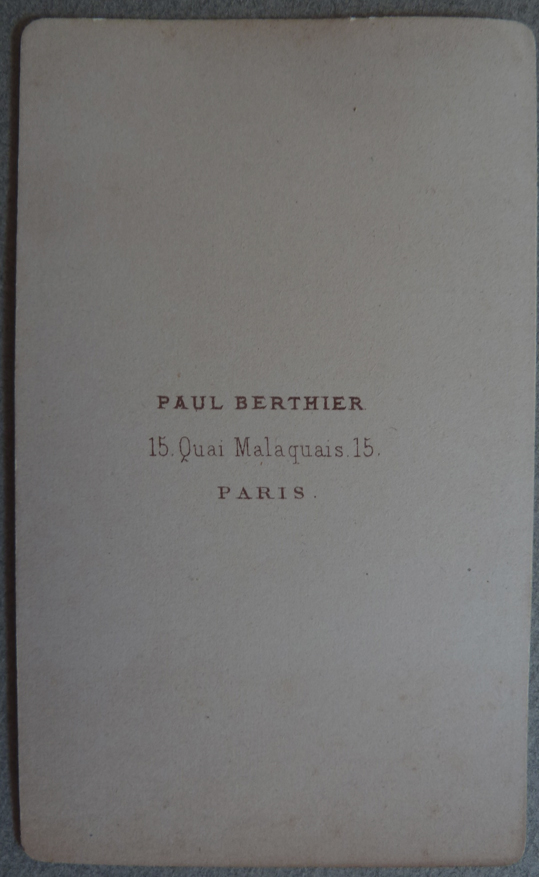 PAUL BERTHIER
15. Quai Malaquais. 15.
PARIS.